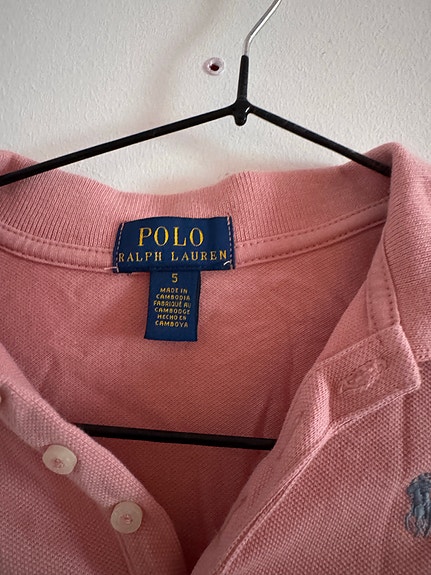 POLO
RALPH LAUREN
5
MADE IN
CAMBODIA
FABRIQUÉ AU
CAMBODGE
HECHO EN
CAMBOYA